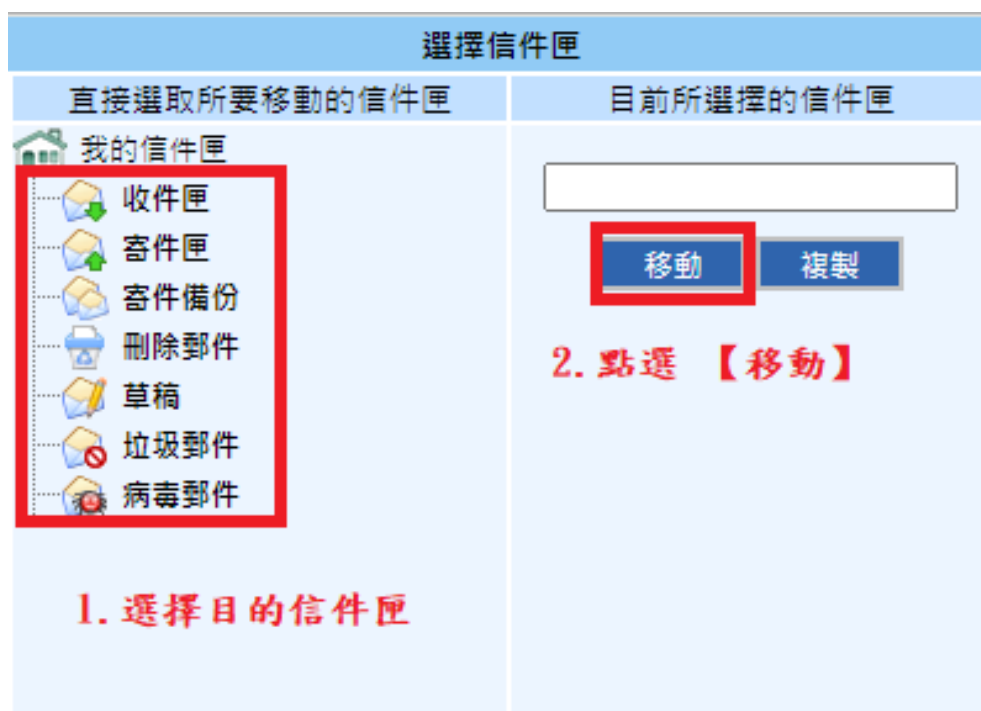 選擇信件匣
直接選取所要移動的信件匣
目前所選擇的信件匣
我的信件匣
收件匣
寄件匣
寄件備份
刪除郵件
草稿
垃圾郵件
病毒郵件
移動
複製
2. 點選 【移動】
1. 選擇目的信件匣